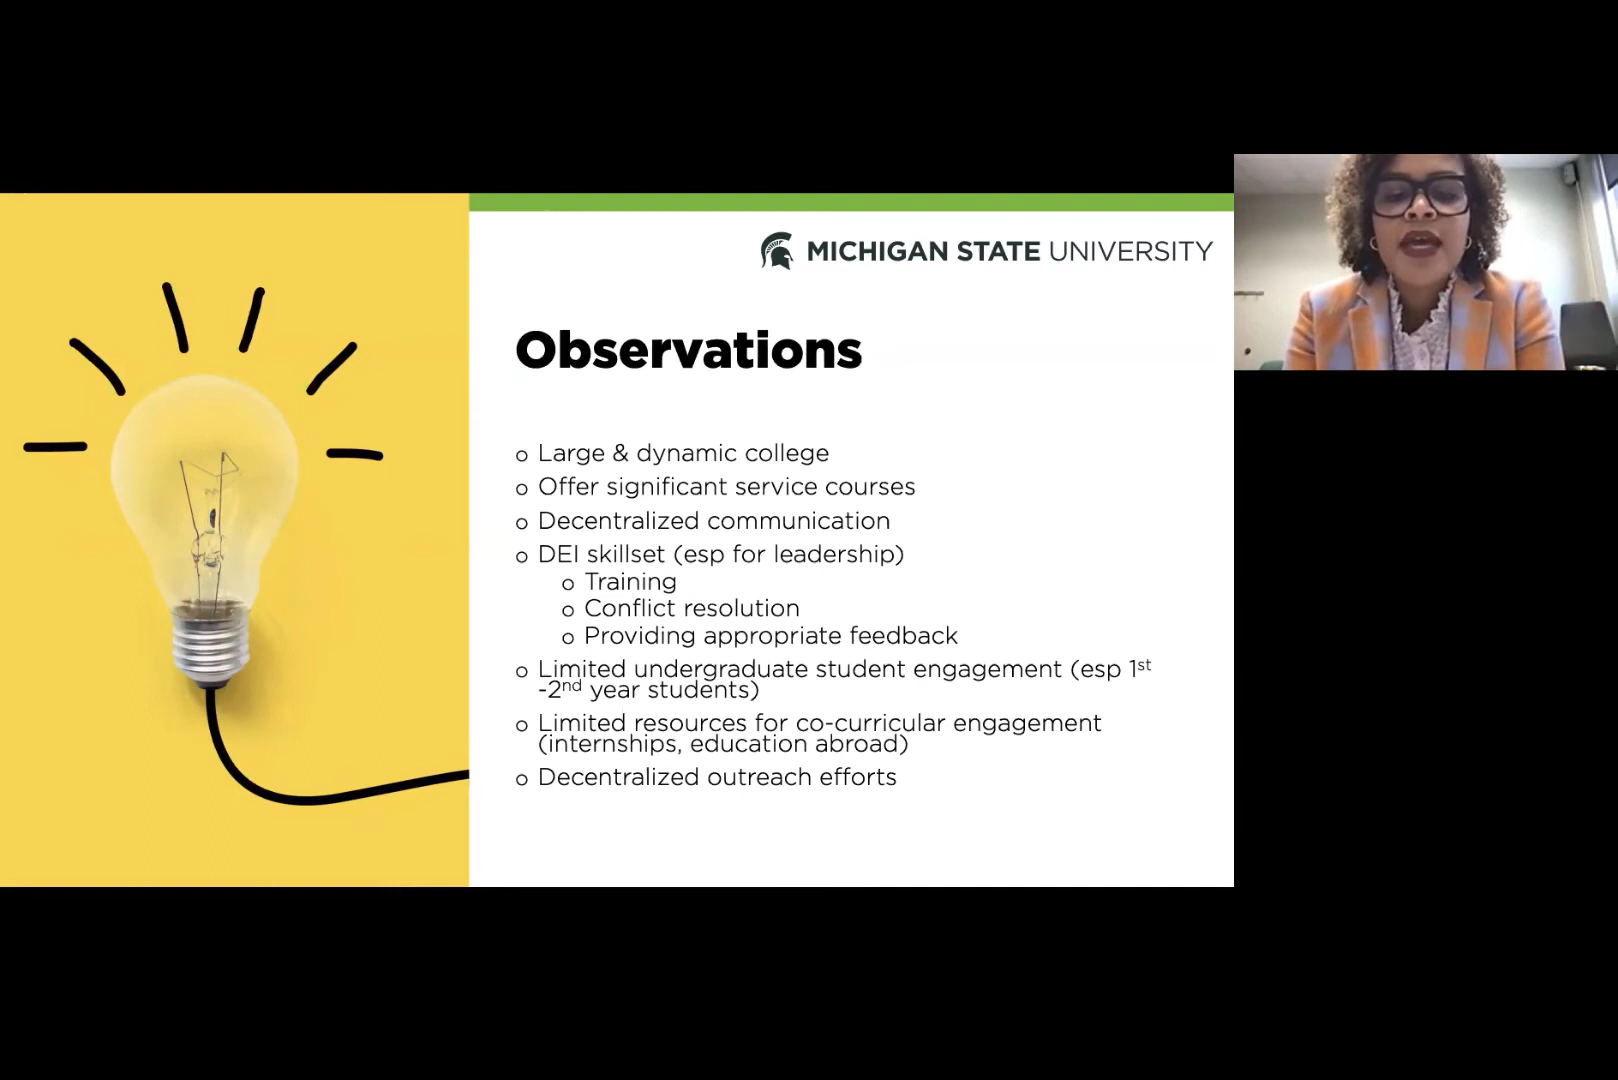 MICHIGAN STATE UNIVERSITY
Observations
o Large & dynamic college
o Offer significant service courses
o Decentralized communication
o DEI skillset (esp for leadership)
o Training
o Conflict resolution
o Providing appropriate feedback
o Limited undergraduate student engagement (esp 1st
-2nd year students)
o Limited resources for co-curricular engagement
(internships, education abroad)
o Decentralized outreach efforts